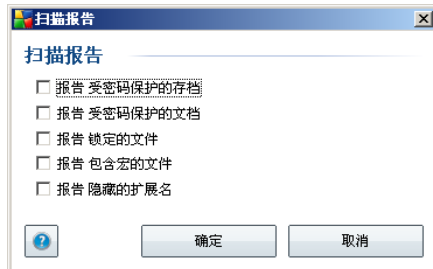 扫描报告
扫描报告
报告 受密码保护的存档
报告 受密码保护的文档
报告 锁定的文件
报告 包含宏的文件
报告 隐藏的扩展名
确定
取消